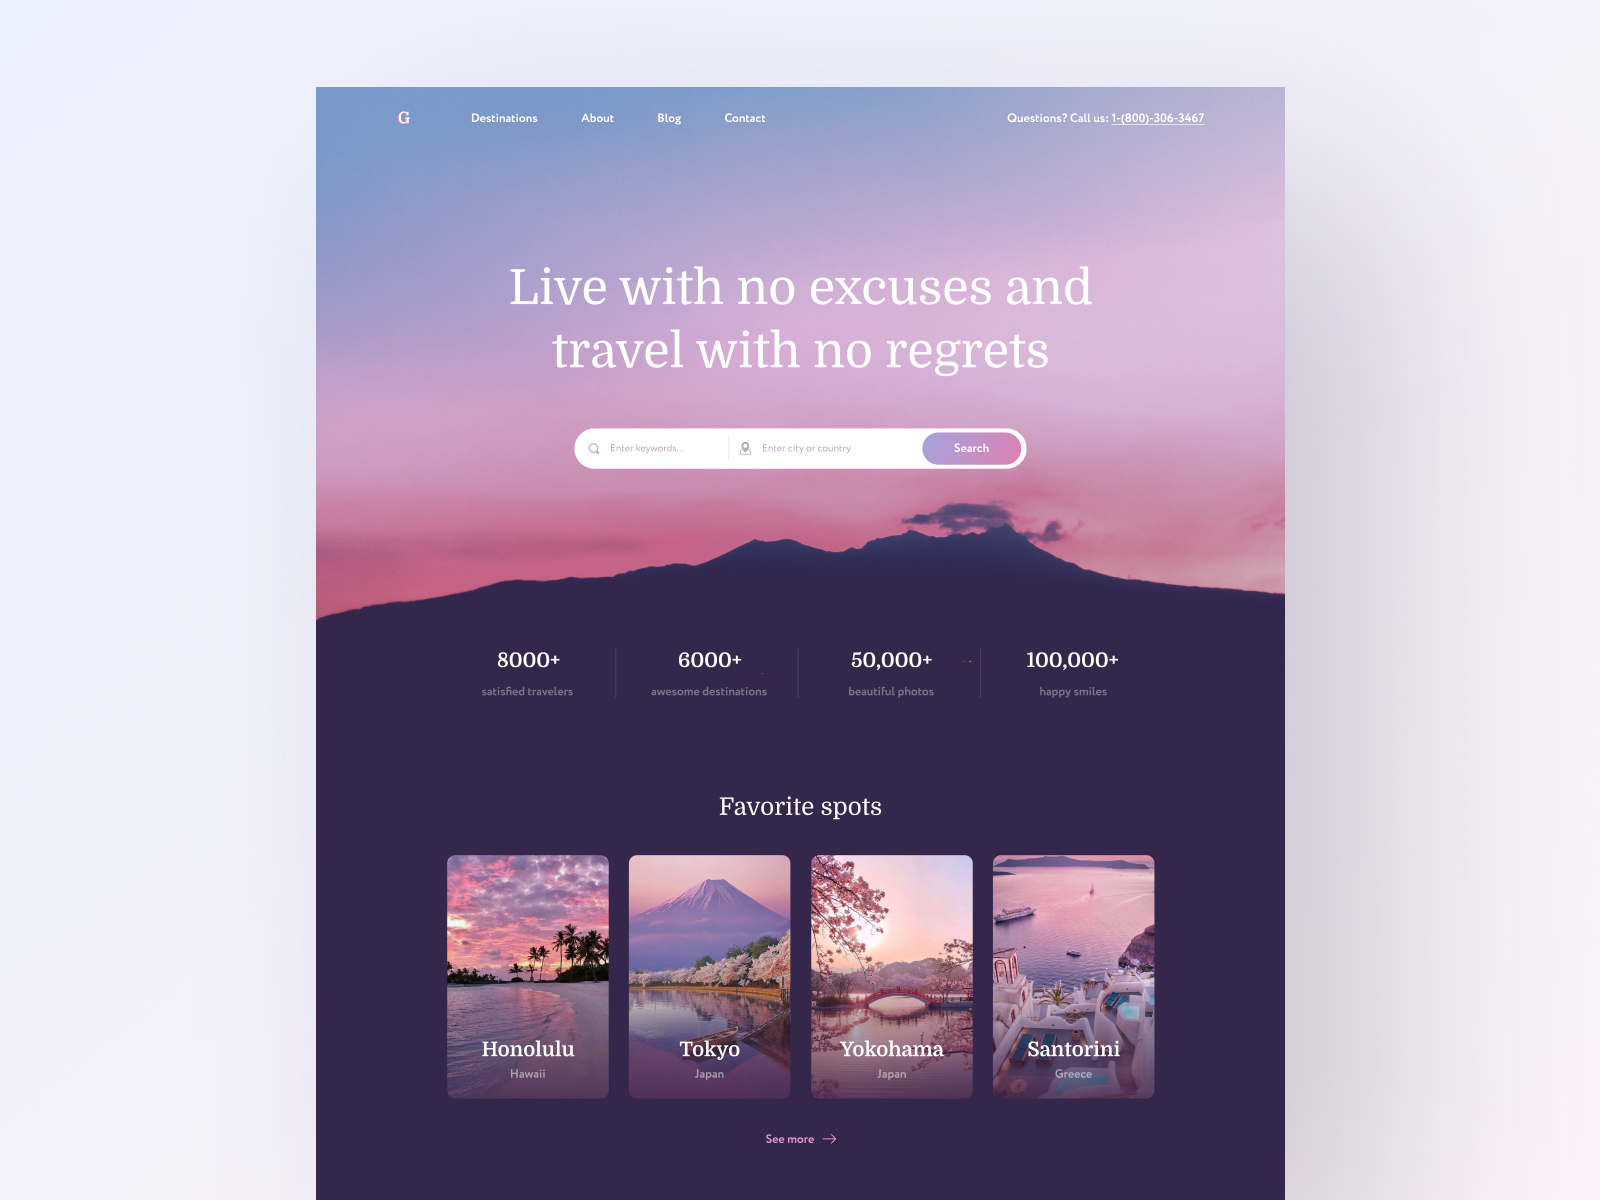 G
Destinations
About
Blog
Contact
Questions? Call us: 1-(800)-306-3467
Live with no excuses and
travel with no regrets
Enter keywords...
Enter city or country
Search
8000+
satisfied travelers
6000+
awesome destinations
50,000+
beautiful photos
100,000+
happy smiles
Favorite spots
Honolulu
Hawaii
Tokyo
Japan
Yokohama
Japan
Santorini
Greece
See more